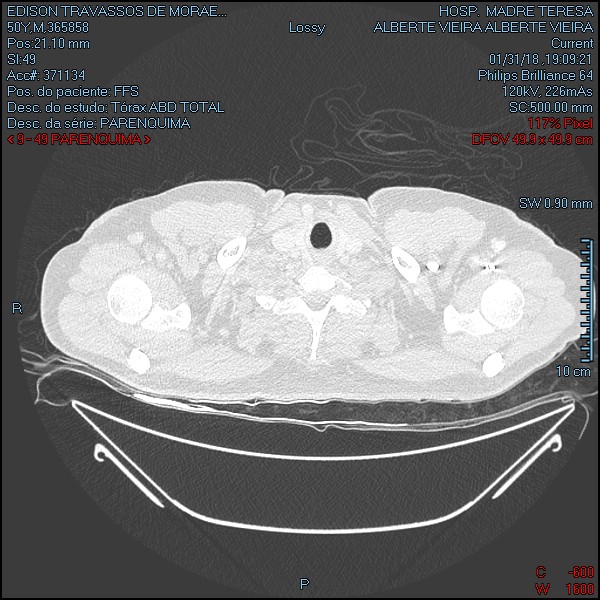 EDISON TRAVASSOS DE MORAE...
50Y,M,365858
Pos:21.10 mm
SI:49
Acc#: 371134
Pos. do paciente: FFS
Desc. do estudo: Tórax ABD TOTAL
Desc. da série: PARENQUIMA
< 9 - 49 PARENQUIMA >
Lossy
HOSP. MADRE TERESA
ALBERTE VIEIRA ALBERTE VIEIRA
Current
01/31/18 ,19:09:21
Philips Brilliance 64
120kV, 226mAs
SC:500.00 mm
117% Pixel
DFOV 49.9 x 49.9 cm
SW 0.90 mm
R
10 cm
P
C -600
W 1600